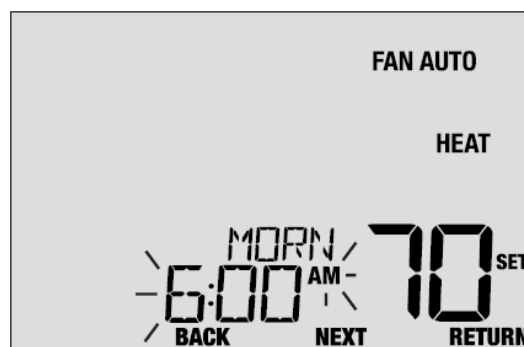 FAN AUTO
HEAT
MORN
6:00 AM 70 SET
BACK NEXT RETURN